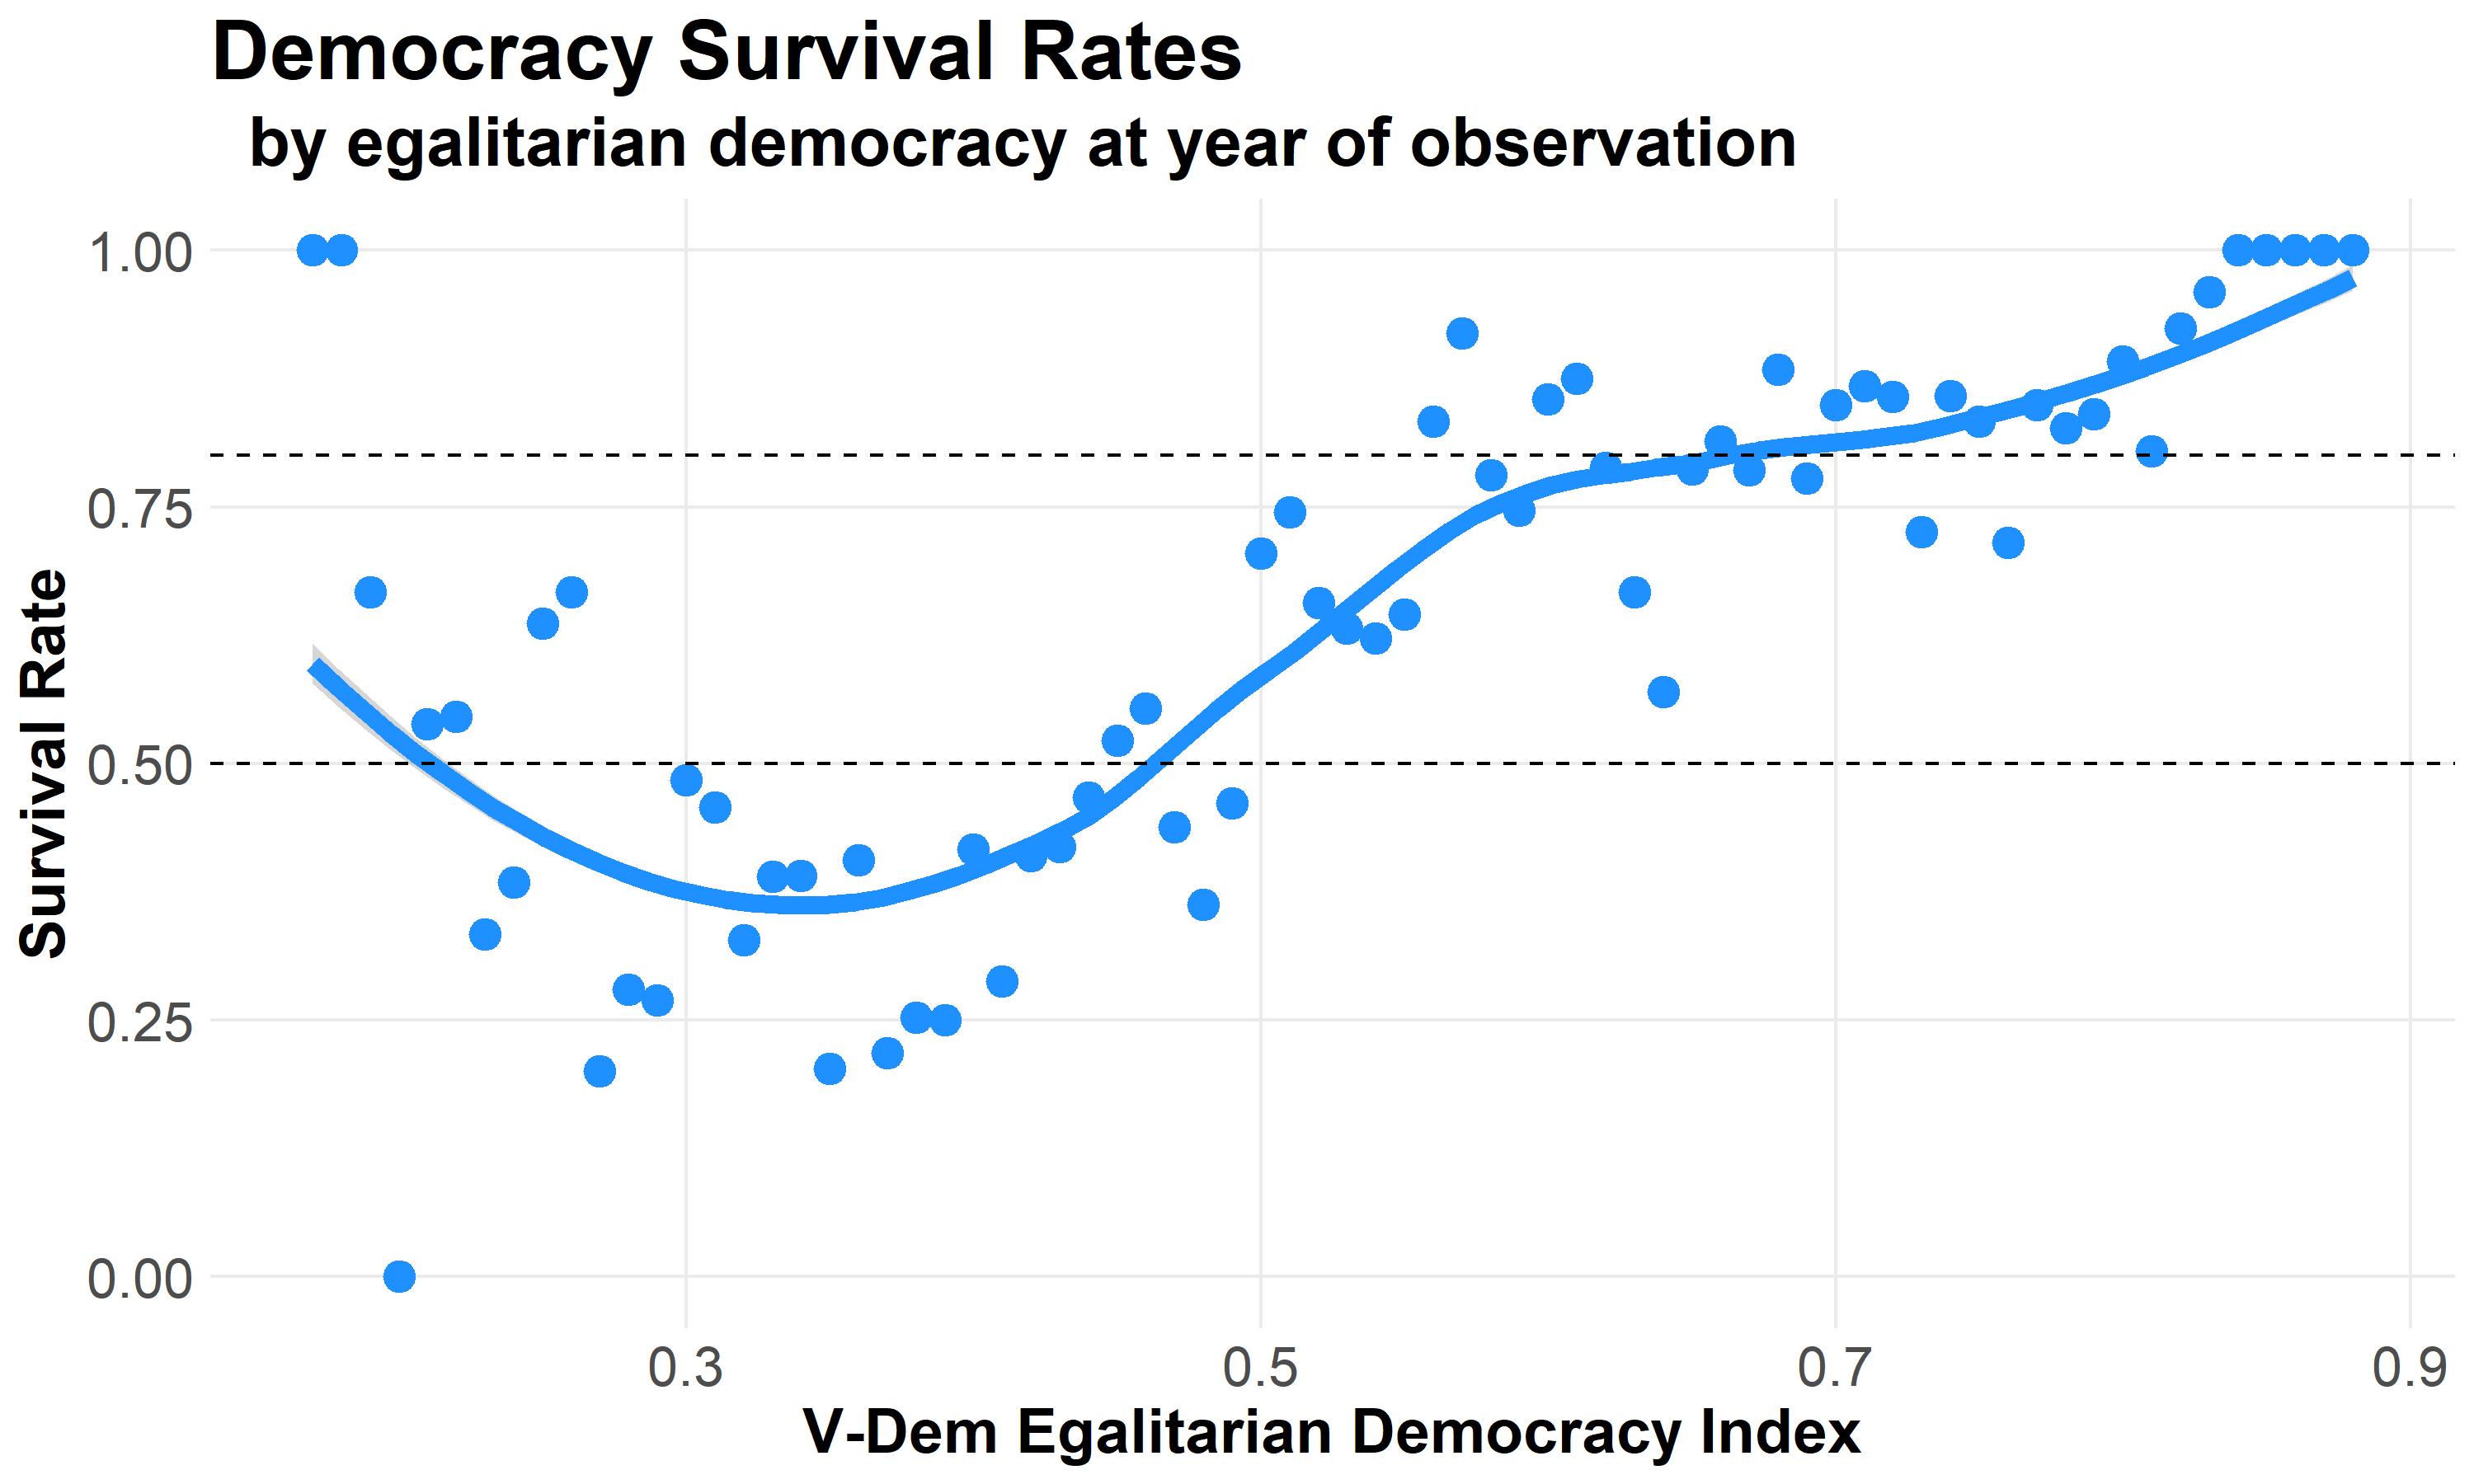 Democracy Survival Rates
by egalitarian democracy at year of observation
Survival Rate
1.00
0.75
0.50
0.25
0.00
0.3 0.5 0.7 0.9
V-Dem Egalitarian Democracy Index